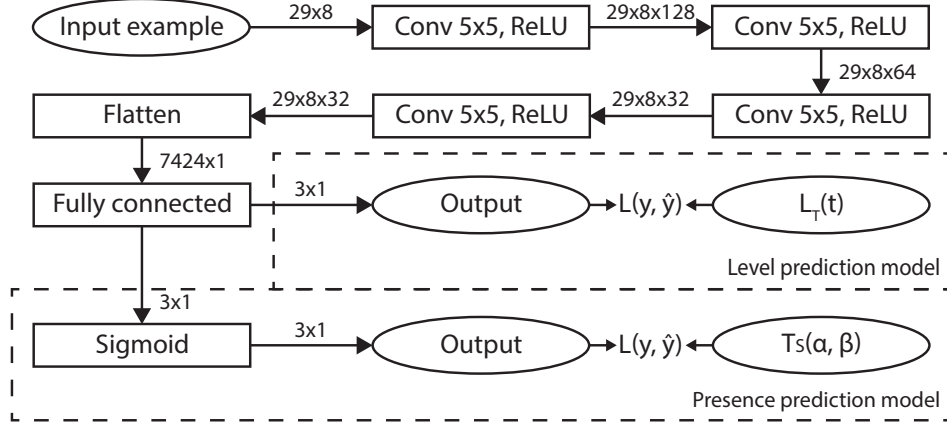 Input example
29x8
Conv 5x5, ReLU
29x8x128
Conv 5x5, ReLU
29x8x64
Flatten
29x8x32
Conv 5x5, ReLU
29x8x32
Conv 5x5, ReLU
7424x1
Fully connected
3x1
Output
L(y, ŷ)
L_T(t)
Level prediction model
3x1
Sigmoid
3x1
Output
L(y, ŷ)
Ts(α, β)
Presence prediction model